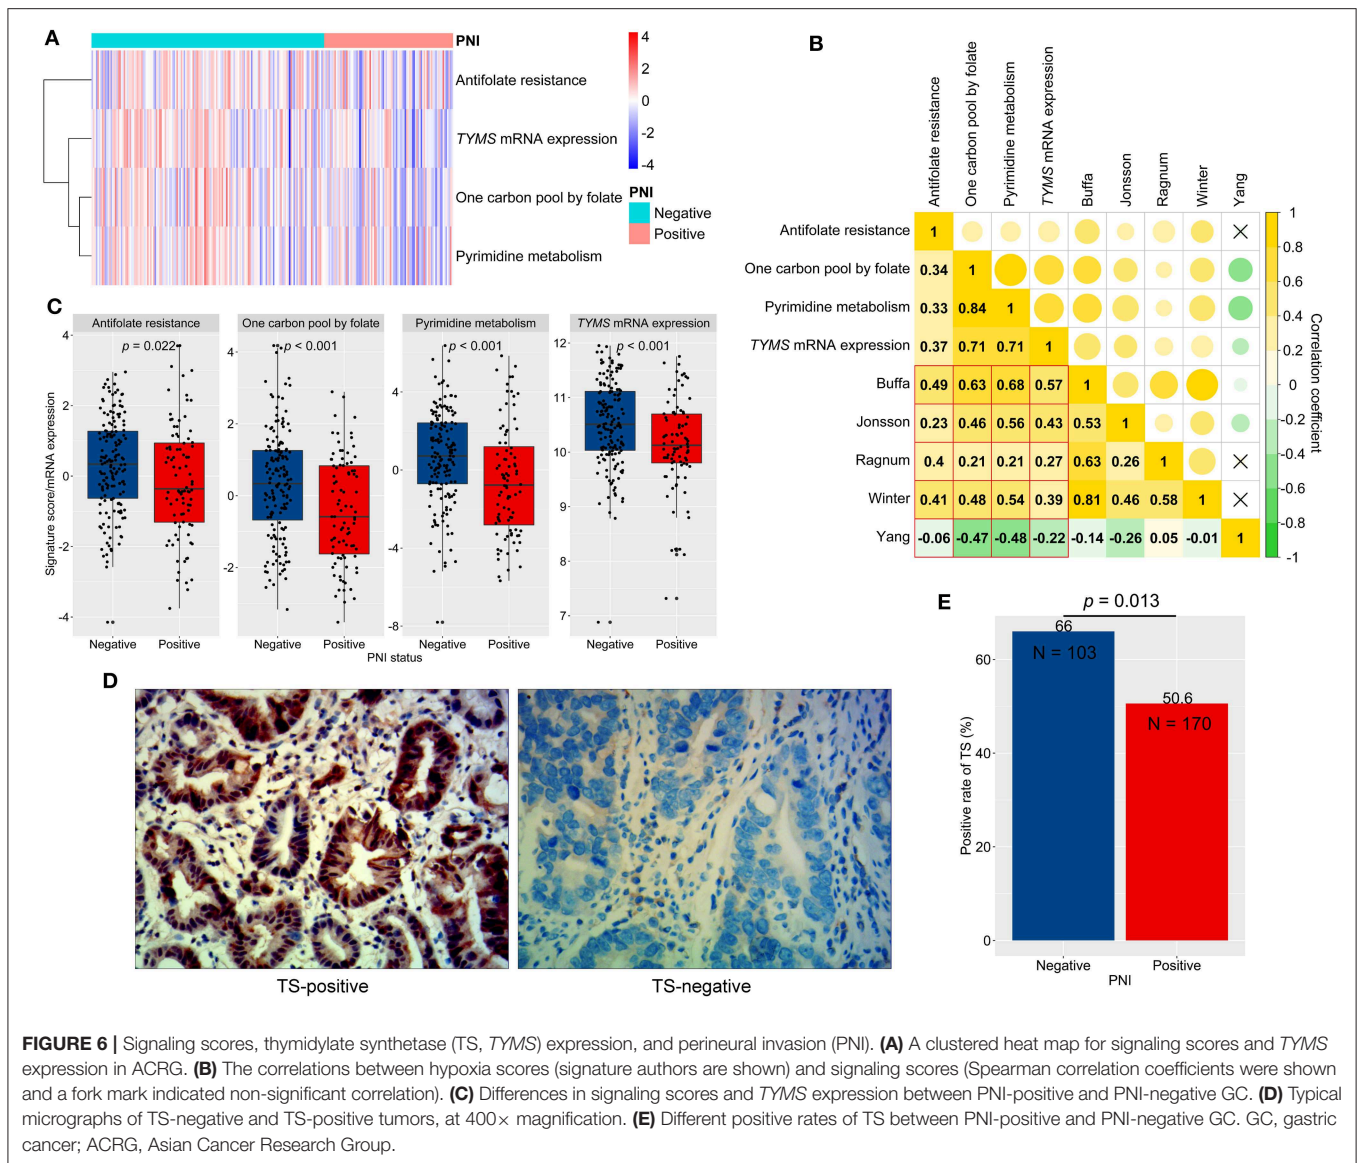 A
PNI
Antifolate resistance
TYMS mRNA expression
One carbon pool by folate
Pyrimidine metabolism
4
2
0
-2
-4
PNI
Negative
Positive
B
Antifolate resistance
One carbon pool by folate
Pyrimidine metabolism
TYMS mRNA expression
Buffa
Jonsson
Ragnum
Winter
Yang
Antifolate resistance 1
One carbon pool by folate 0.34 1
Pyrimidine metabolism 0.33 0.84 1
TYMS mRNA expression 0.37 0.71 0.71 1
Buffa 0.49 0.63 0.68 0.57 1
Jonsson 0.23 0.46 0.56 0.43 0.53 1
Ragnum 0.4 0.21 0.21 0.27 0.63 0.26 1
Winter 0.41 0.48 0.54 0.39 0.81 0.46 0.58 1
Yang -0.06 -0.47 -0.48 -0.22 -0.14 -0.26 0.05 -0.01 1
1
0.8
0.6
0.4
0.2
0
-0.2
-0.4
-0.6
-0.8
-1
Correlation coefficient
C
Signature score/mRNA expression
Antifolate resistance
p = 0.022
4
2
0
-2
-4
Negative Positive
One carbon pool by folate
p < 0.001
4
2
0
-2
Negative Positive
Pyrimidine metabolism
p < 0.001
4
0
-4
-8
Negative Positive
TYMS mRNA expression
p < 0.001
12
11
10
9
8
7
Negative Positive
PNI status
D
TS-positive
TS-negative
E
p = 0.013
66
N = 103
50.6
N = 170
Positive rate of TS (%)
60
40
20
0
Negative Positive
PNI
FIGURE 6 | Signaling scores, thymidylate synthetase (TS, TYMS) expression, and perineural invasion (PNI). (A) A clustered heat map for signaling scores and TYMS
expression in ACRG. (B) The correlations between hypoxia scores (signature authors are shown) and signaling scores (Spearman correlation coefficients were shown
and a fork mark indicated non-significant correlation). (C) Differences in signaling scores and TYMS expression between PNI-positive and PNI-negative GC. (D) Typical
micrographs of TS-negative and TS-positive tumors, at 400× magnification. (E) Different positive rates of TS between PNI-positive and PNI-negative GC. GC, gastric
cancer; ACRG, Asian Cancer Research Group.